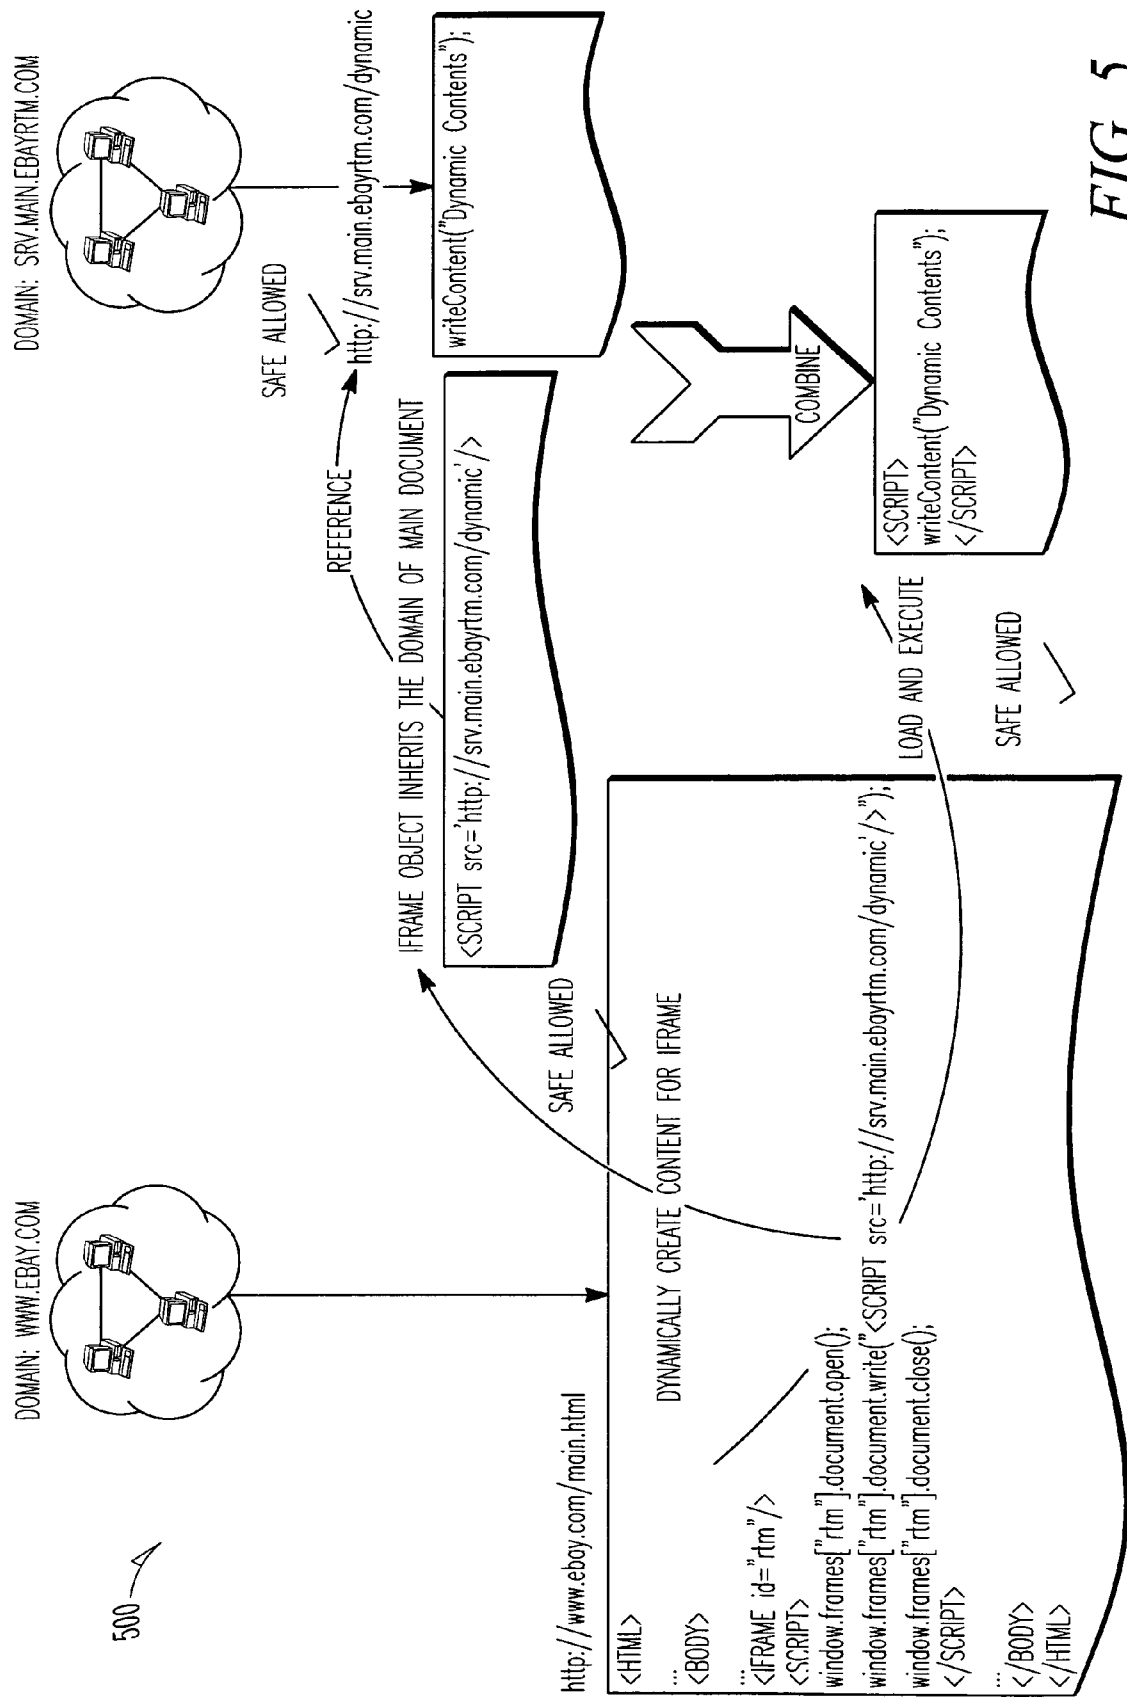 500
DOMAIN: WWW.EBAY.COM
DOMAIN: SRV.MAIN.EBAYRTM.COM
http://www.ebay.com/main.html
<HTML>
...
<BODY>
...
<IFRAME id="rtm"/>
<SCRIPT>
window.frames["rtm"].document.open();
window.frames["rtm"].document.write("<SCRIPT src='http://srv.main.ebayrtm.com/dynamic'/>");
window.frames["rtm"].document.close();
</SCRIPT>
...
</BODY>
</HTML>
DYNAMICALLY CREATE CONTENT FOR IFRAME
SAFE ALLOWED
IFRAME OBJECT INHERITS THE DOMAIN OF MAIN DOCUMENT
<SCRIPT src='http://srv.main.ebayrtm.com/dynamic'/>
REFERENCE
SAFE ALLOWED
http://srv.main.ebayrtm.com/dynamic
writeContent("Dynamic Contents");
COMBINE
LOAD AND EXECUTE
SAFE ALLOWED
<SCRIPT>
writeContent("Dynamic Contents");
</SCRIPT>
FIG. 5